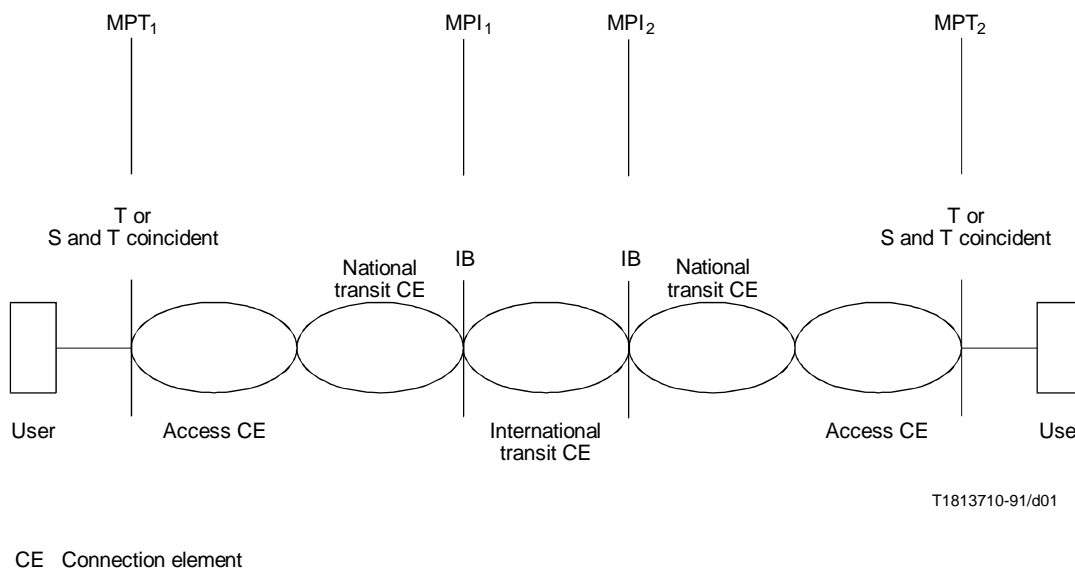 MPT₁ MPI₁ MPI₂ MPT₂
T or
S and T coincident
T or
S and T coincident
National
transit CE
IB
IB
National
transit CE
User
Access CE
International
transit CE
Access CE
Use
T1813710-91/d01
CE Connection element